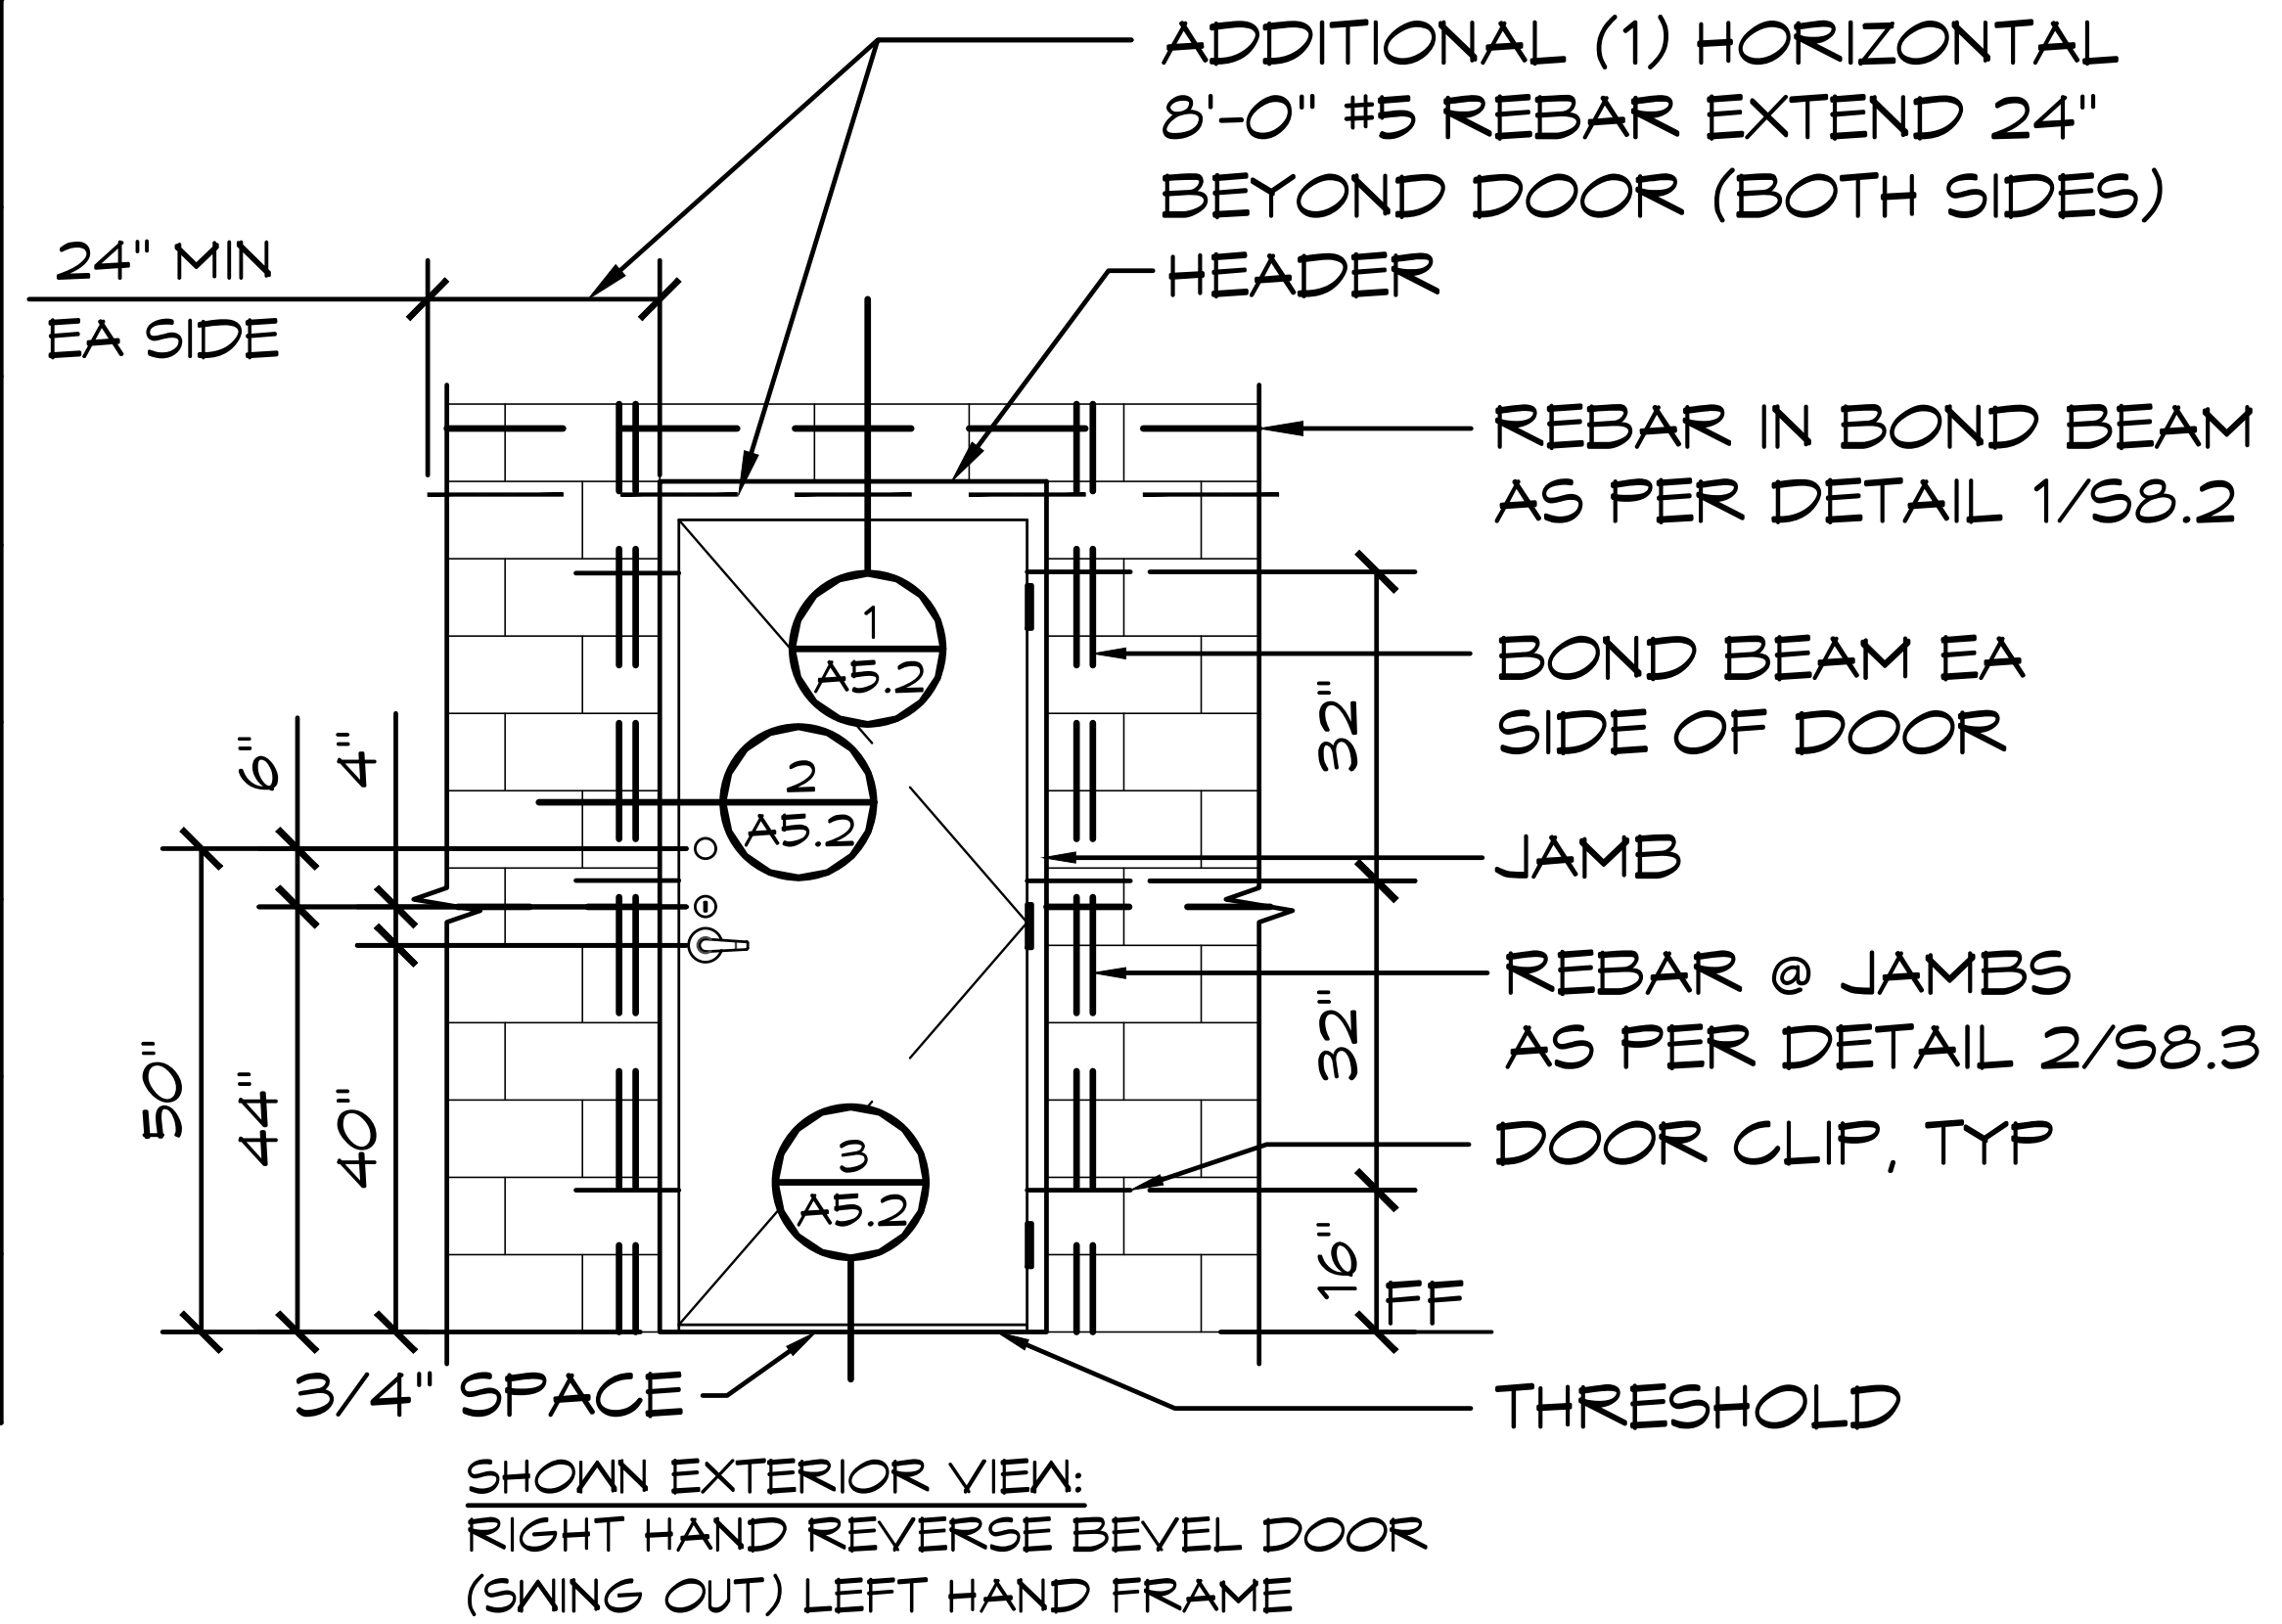 ADDITIONAL (1) HORIZONTAL
8'-0" #5 REBAR EXTEND 24"
BEYOND DOOR (BOTH SIDES)
HEADER
24" MIN
EA SIDE
REBAR IN BOND BEAM
AS PER DETAIL 1/S8.2
1
A5.2
BOND BEAM EA
SIDE OF DOOR
32"
6"
4"
2
A5.2
JAMB
REBAR @ JAMBS
AS PER DETAIL 2/S8.3
32"
50"
44"
40"
DOOR CLIP, TYP
3
A5.2
16"
FF
3/4" SPACE
THRESHOLD
SHOWN EXTERIOR VIEW:
RIGHT HAND REVERSE BEVEL DOOR
(SWING OUT) LEFT HAND FRAME